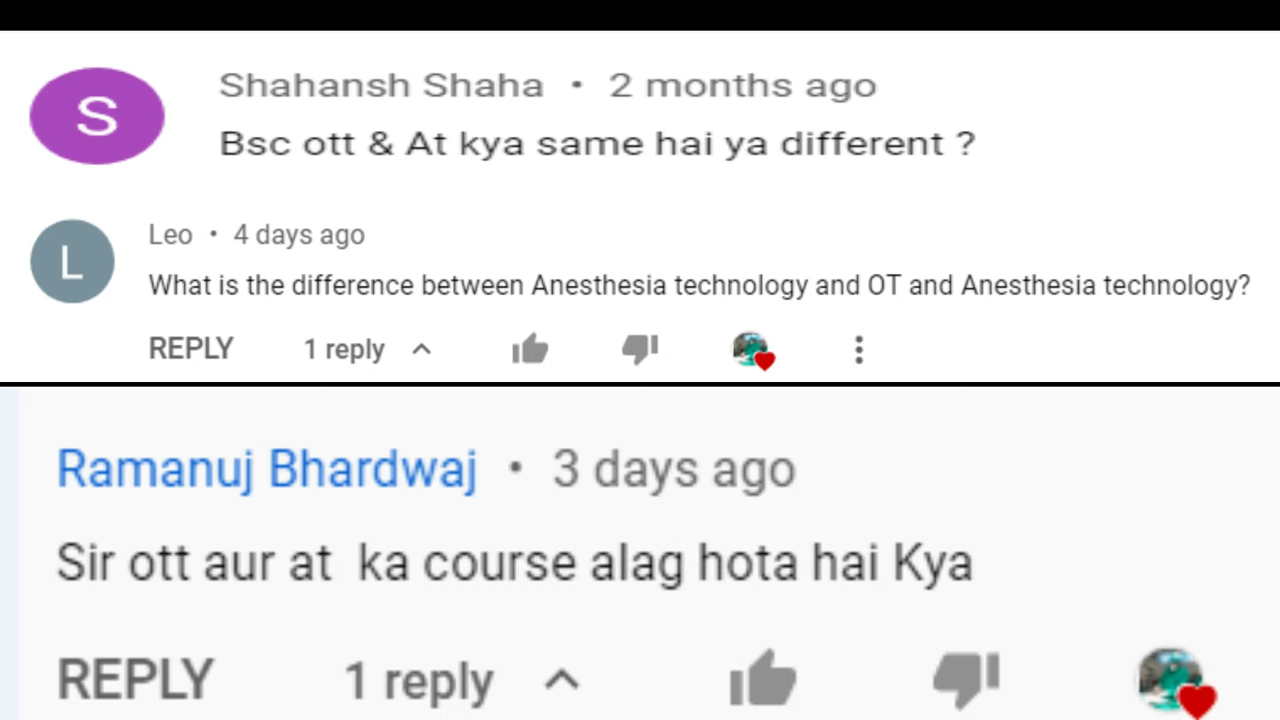 S
Shahansh Shaha • 2 months ago
Bsc ott & At kya same hai ya different ?
L
Leo • 4 days ago
What is the difference between Anesthesia technology and OT and Anesthesia technology?
REPLY 1 reply
Ramanuj Bhardwaj • 3 days ago
Sir ott aur at ka course alag hota hai Kya
REPLY 1 reply